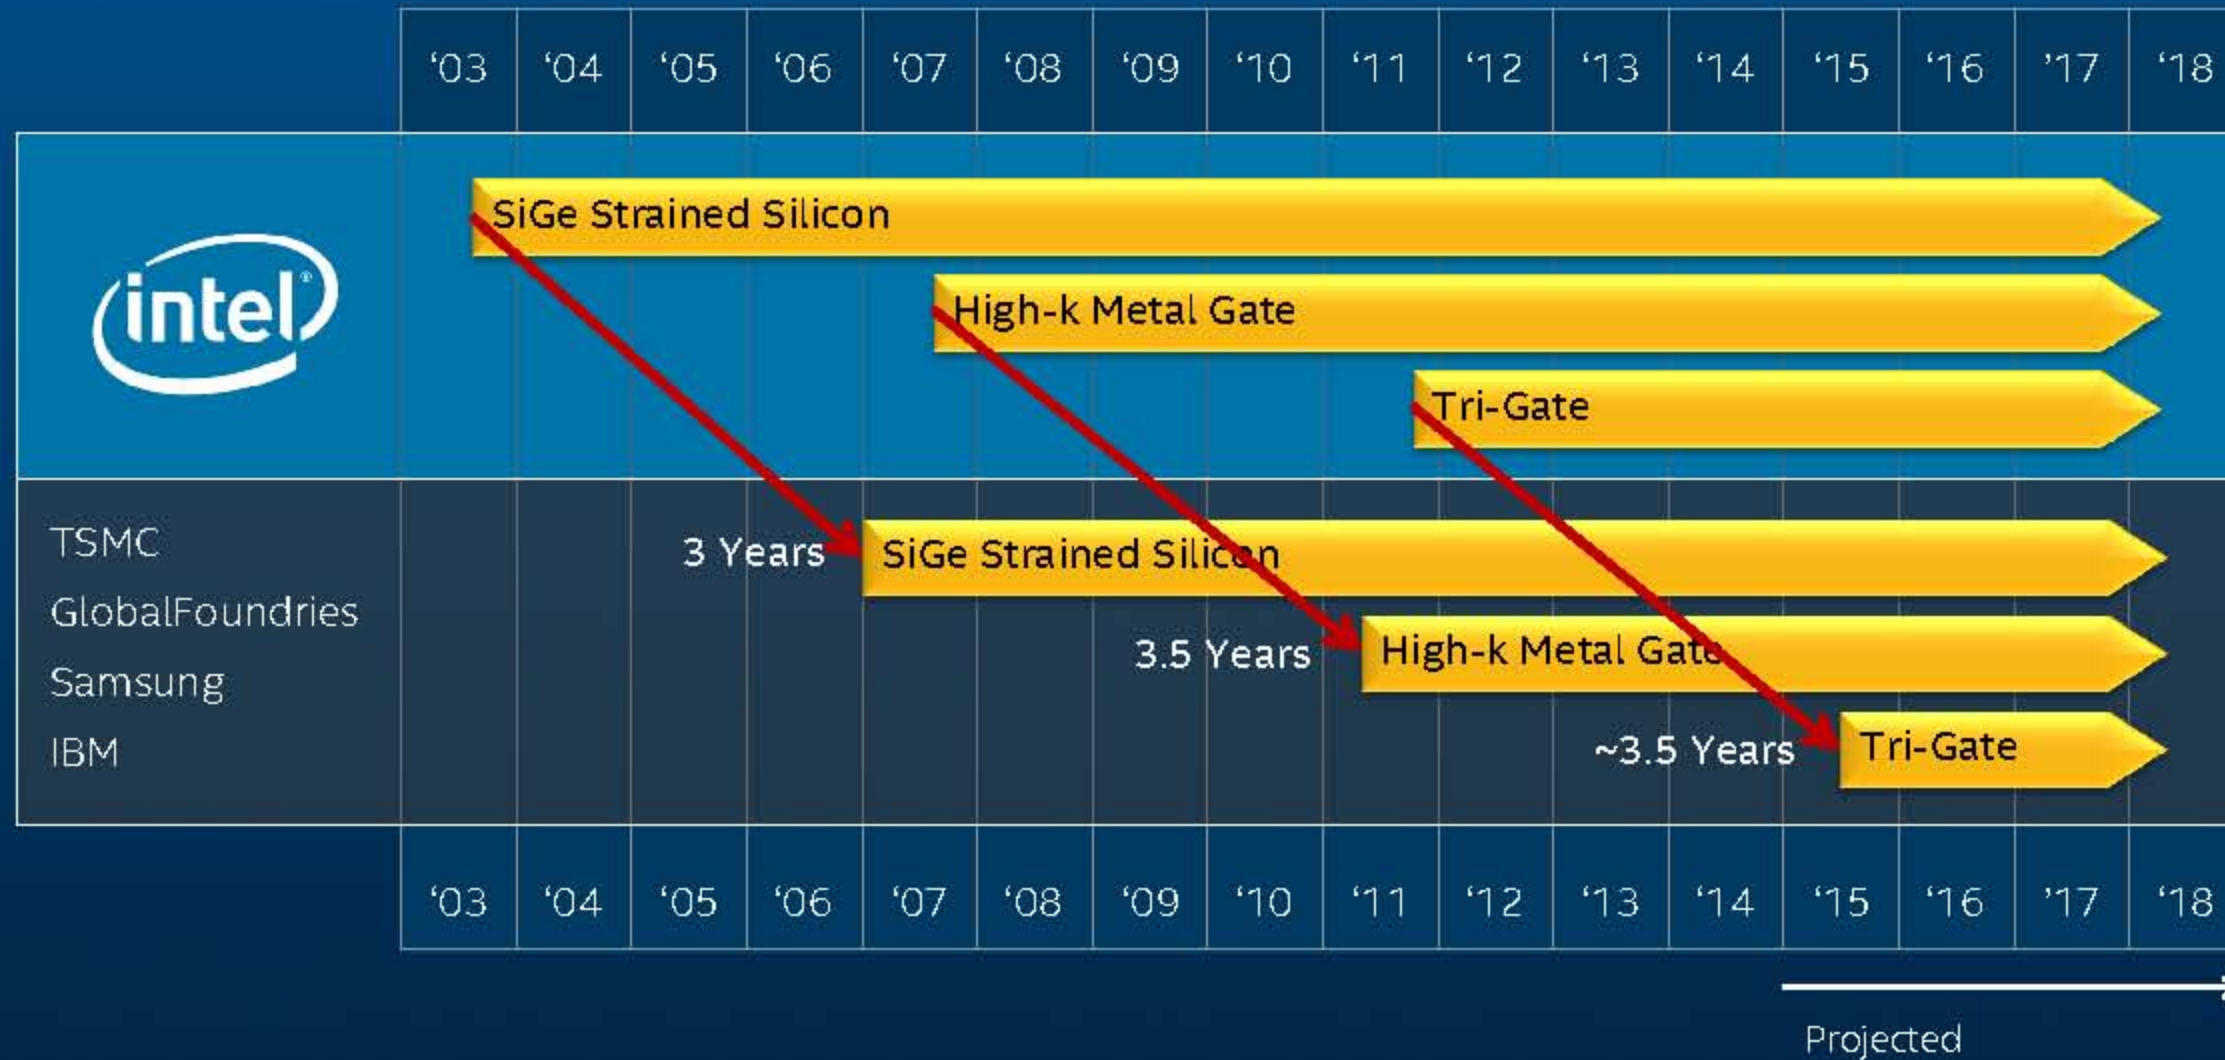 ‘03 ‘04 ‘05 ‘06 ‘07 ‘08 ‘09 ‘10 ‘11 ‘12 ‘13 ‘14 ‘15 ‘16 ’17 ‘18
intel®
SiGe Strained Silicon
High-k Metal Gate
Tri-Gate
TSMC
GlobalFoundries
Samsung
IBM
3 Years
SiGe Strained Silicon
3.5 Years
High-k Metal Gate
~3.5 Years
Tri-Gate
‘03 ‘04 ‘05 ‘06 ‘07 ‘08 ‘09 ‘10 ‘11 ‘12 ‘13 ‘14 ‘15 ‘16 ’17 ‘18
Projected